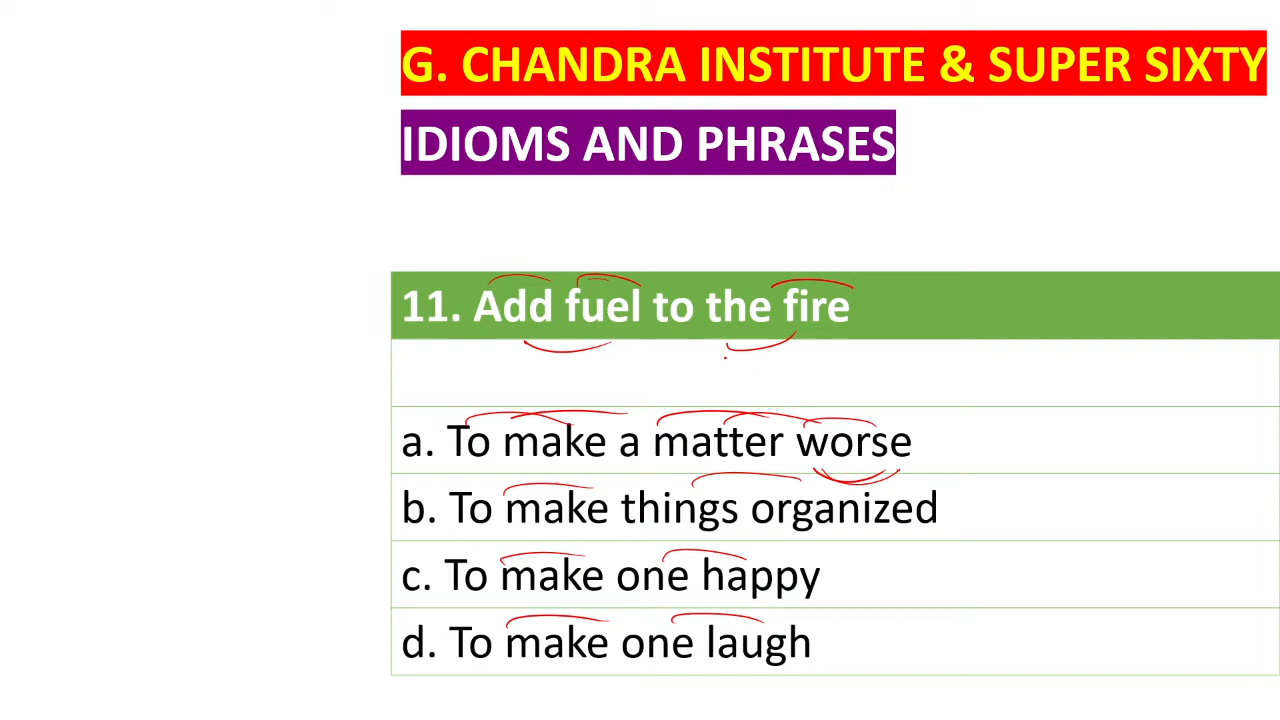 G. CHANDRA INSTITUTE & SUPER SIXTY
IDIOMS AND PHRASES
11. Add fuel to the fire
a. To make a matter worse
b. To make things organized
c. To make one happy
d. To make one laugh